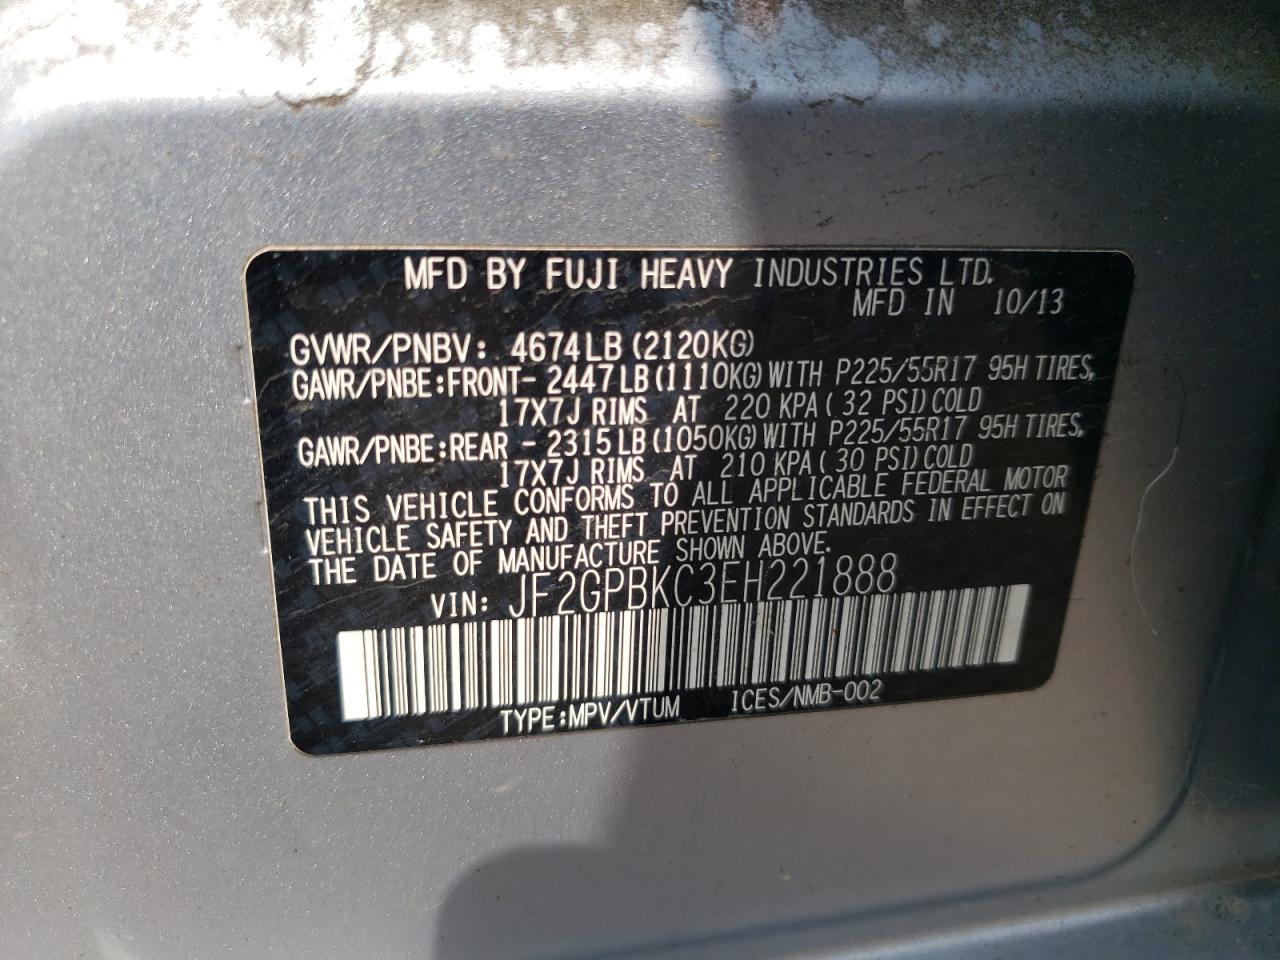 MFD BY FUJI HEAVY INDUSTRIES LTD.
MFD IN 10/13
GVWR/PNBV: 4674LB (2120KG)
GAWR/PNBE:FRONT- 2447LB(1110KG)WITH P225/55R17 95H TIRES,
17X7J RIMS AT 220 KPA( 32 PSI)COLD
GAWR/PNBE:REAR - 2315LB(1050KG)WITH P225/55R17 95H TIRES,
17X7J RIMS AT 210 KPA( 30 PSI)COLD
THIS VEHICLE CONFORMS TO ALL APPLICABLE FEDERAL MOTOR
VEHICLE SAFETY AND THEFT PREVENTION STANDARDS IN EFFECT ON
THE DATE OF MANUFACTURE SHOWN ABOVE.
VIN: JF2GPBKC3EH221888
TYPE:MPV/VTUM ICES/NMB-002